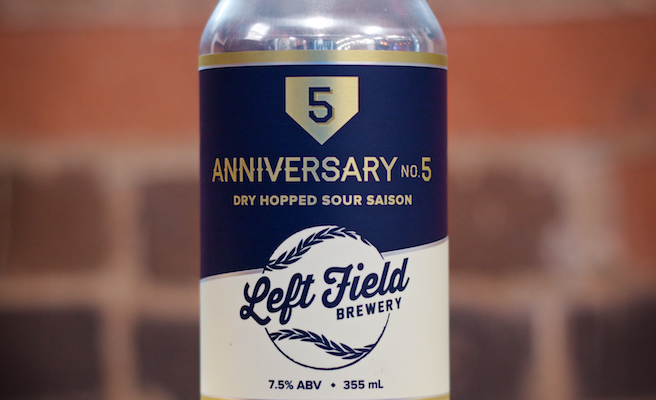 5
ANNIVERSARY NO.5
DRY HOPPED SOUR SAISON
Left Field
BREWERY
7.5% ABV • 355 mL